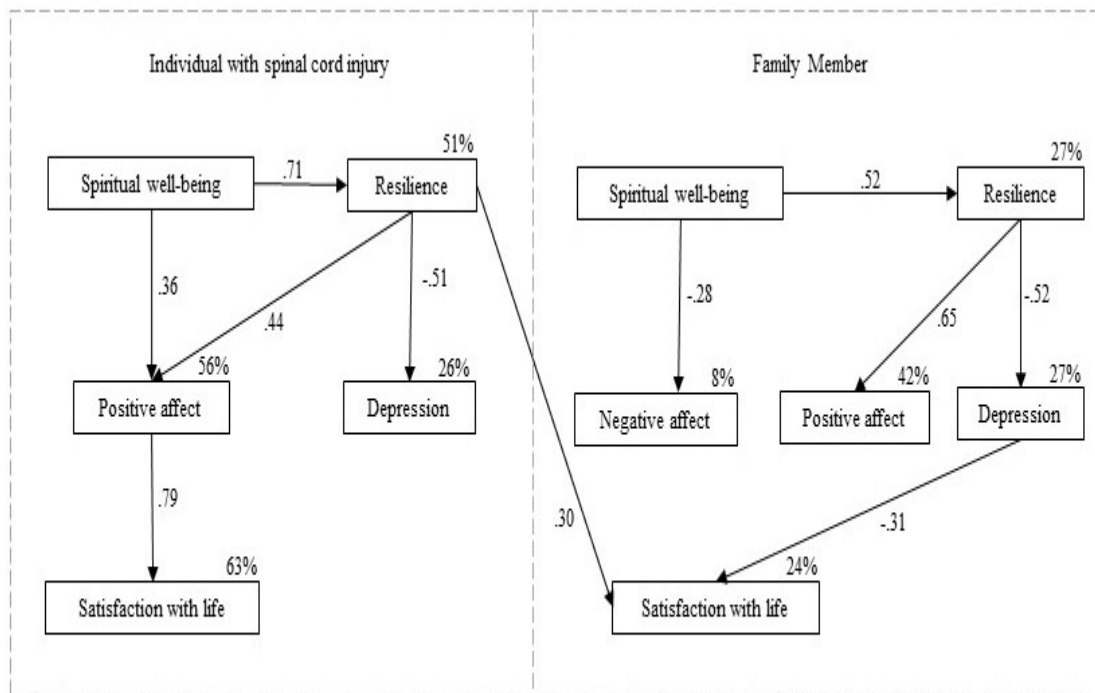 Individual with spinal cord injury
Family Member
51%
27%
Spiritual well-being
.71
Resilience
Spiritual well-being
.52
Resilience
.36
.44
-.51
-.28
.65
-.52
56%
26%
8%
42%
27%
Positive affect
Depression
Negative affect
Positive affect
Depression
.79
.30
-.31
63%
24%
Satisfaction with life
Satisfaction with life